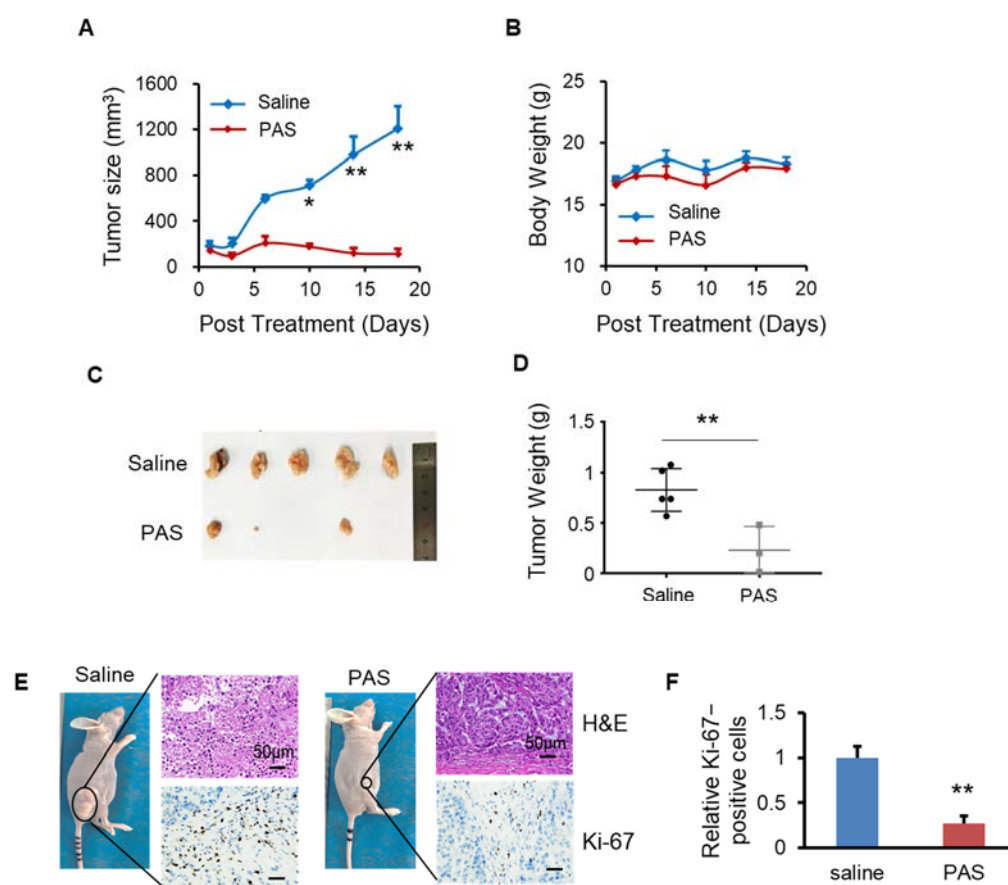 A
Tumor size (mm³)
1600
1200
800
400
0
0 5 10 15 20
Saline
PAS
*
**
**
Post Treatment (Days)
B
Body Weight (g)
25
20
15
10
0 5 10 15 20
Saline
PAS
Post Treatment (Days)
C
Saline
PAS
D
Tumor Weight (g)
1.5
1
0.5
0
**
Saline PAS
E
Saline
PAS
50μm
50μm
H&E
Ki-67
F
Relative Ki-67–
positive cells
1.5
1
0.5
0
**
saline PAS